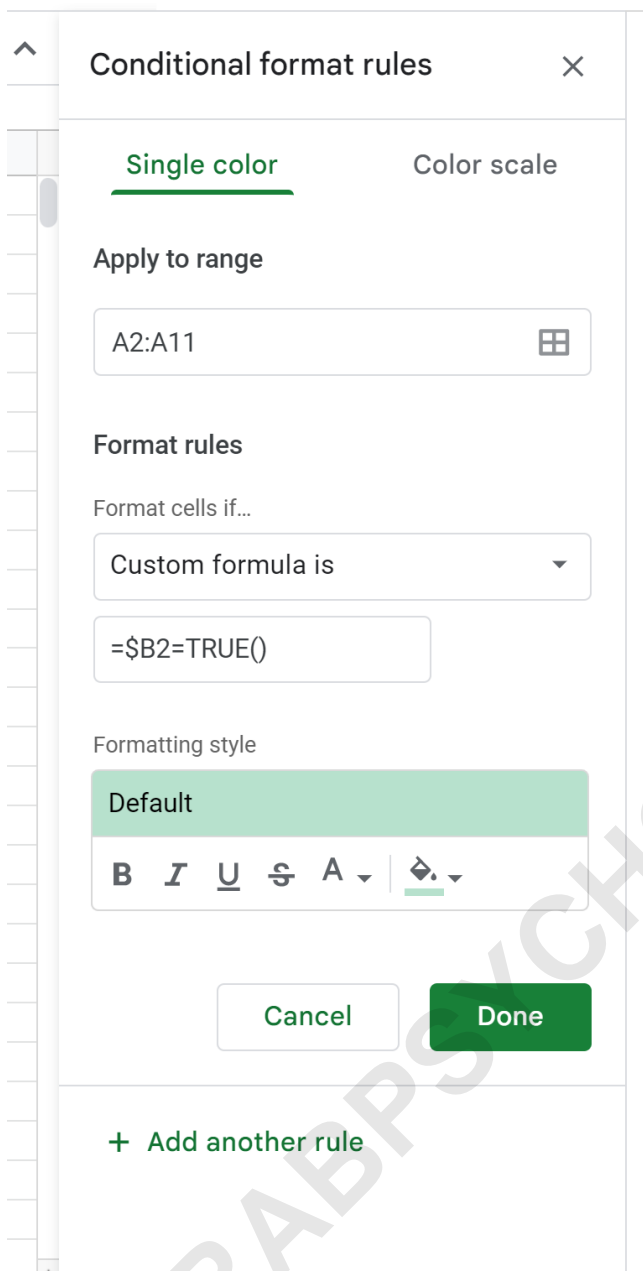 Conditional format rules
Single color
Color scale
Apply to range
A2:A11
Format rules
Format cells if…
Custom formula is
=$B2=TRUE()
Formatting style
Default
B I U S A
Cancel
Done
+ Add another rule